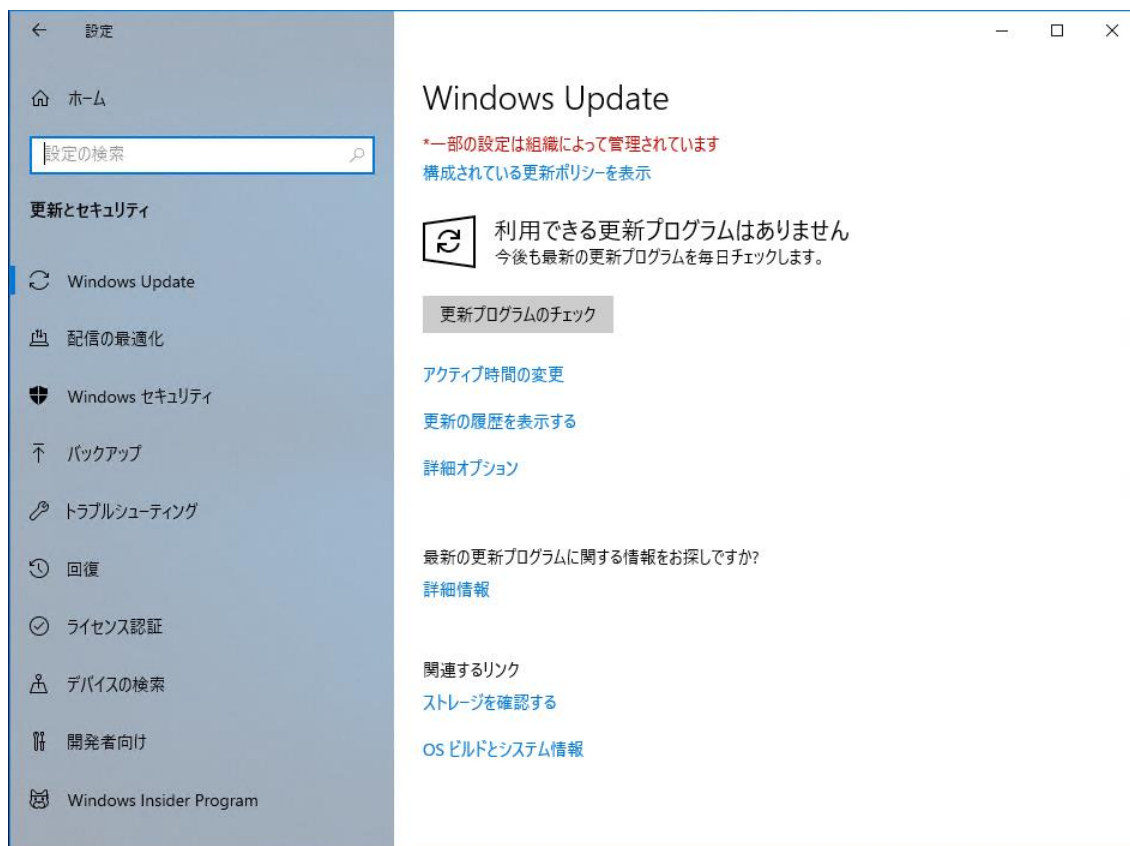 設定
ホーム
設定の検索
更新とセキュリティ
Windows Update
配信の最適化
Windows セキュリティ
バックアップ
トラブルシューティング
回復
ライセンス認証
デバイスの検索
開発者向け
Windows Insider Program
Windows Update
*一部の設定は組織によって管理されています
構成されている更新ポリシーを表示
利用できる更新プログラムはありません
今後も最新の更新プログラムを毎日チェックします。
更新プログラムのチェック
アクティブ時間の変更
更新の履歴を表示する
詳細オプション
最新の更新プログラムに関する情報をお探しですか?
詳細情報
関連するリンク
ストレージを確認する
OS ビルドとシステム情報